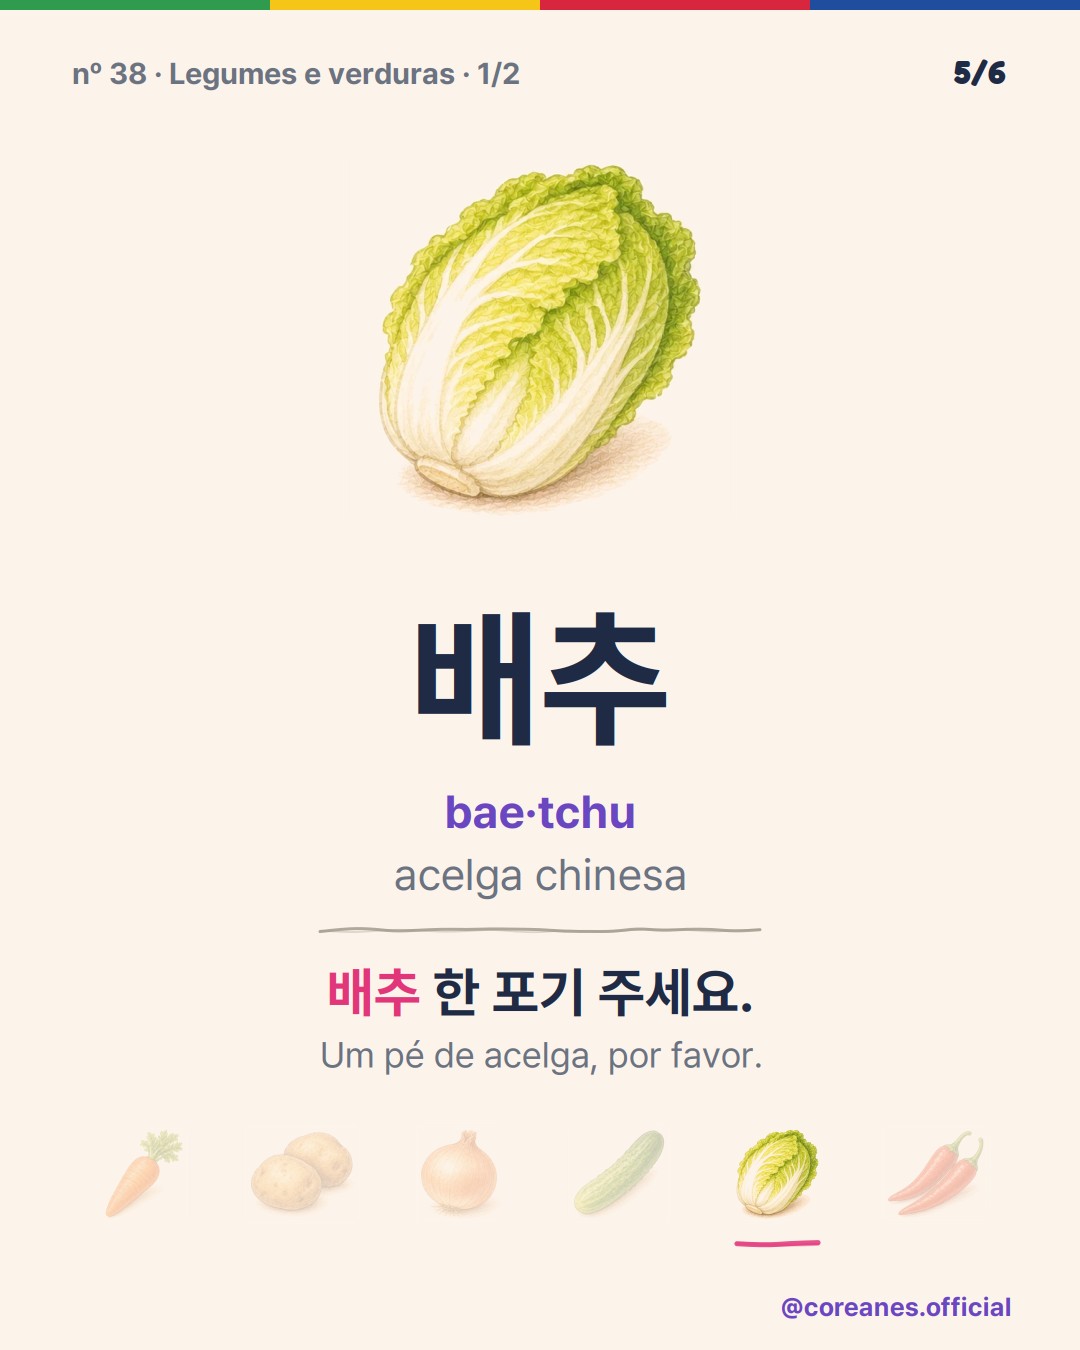 nº 38 · Legumes e verduras · 1/2
5/6
배추
bae·tchu
acelga chinesa
배추 한 포기 주세요.
Um pé de acelga, por favor.
@coreanes.official